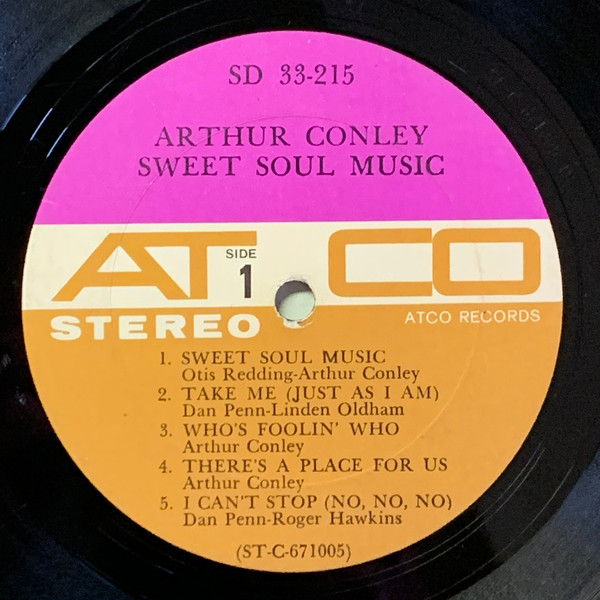 SD 33-215
ARTHUR CONLEY
SWEET SOUL MUSIC
ATCO
SIDE
1
STEREO
ATCO RECORDS
1. SWEET SOUL MUSIC
Otis Redding-Arthur Conley
2. TAKE ME (JUST AS I AM)
Dan Penn-Linden Oldham
3. WHO'S FOOLIN' WHO
Arthur Conley
4. THERE'S A PLACE FOR US
Arthur Conley
5. I CAN'T STOP (NO, NO, NO)
Dan Penn-Roger Hawkins
(ST-C-671005)